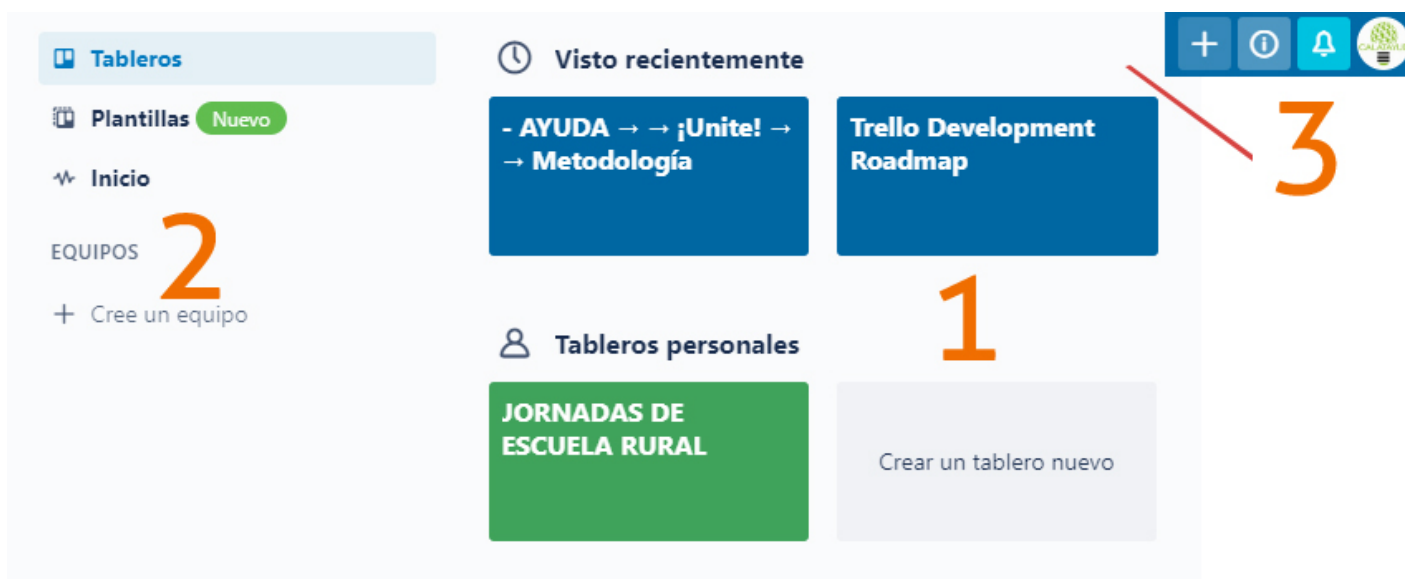 Tableros
Plantillas Nuevo
Inicio
EQUIPOS
+ Cree un equipo
2
Visto recientemente
- AYUDA → → ¡Unite! →
→ Metodología
Trello Development
Roadmap
1
Tableros personales
JORNADAS DE
ESCUELA RURAL
Crear un tablero nuevo
CALATAYUD
3